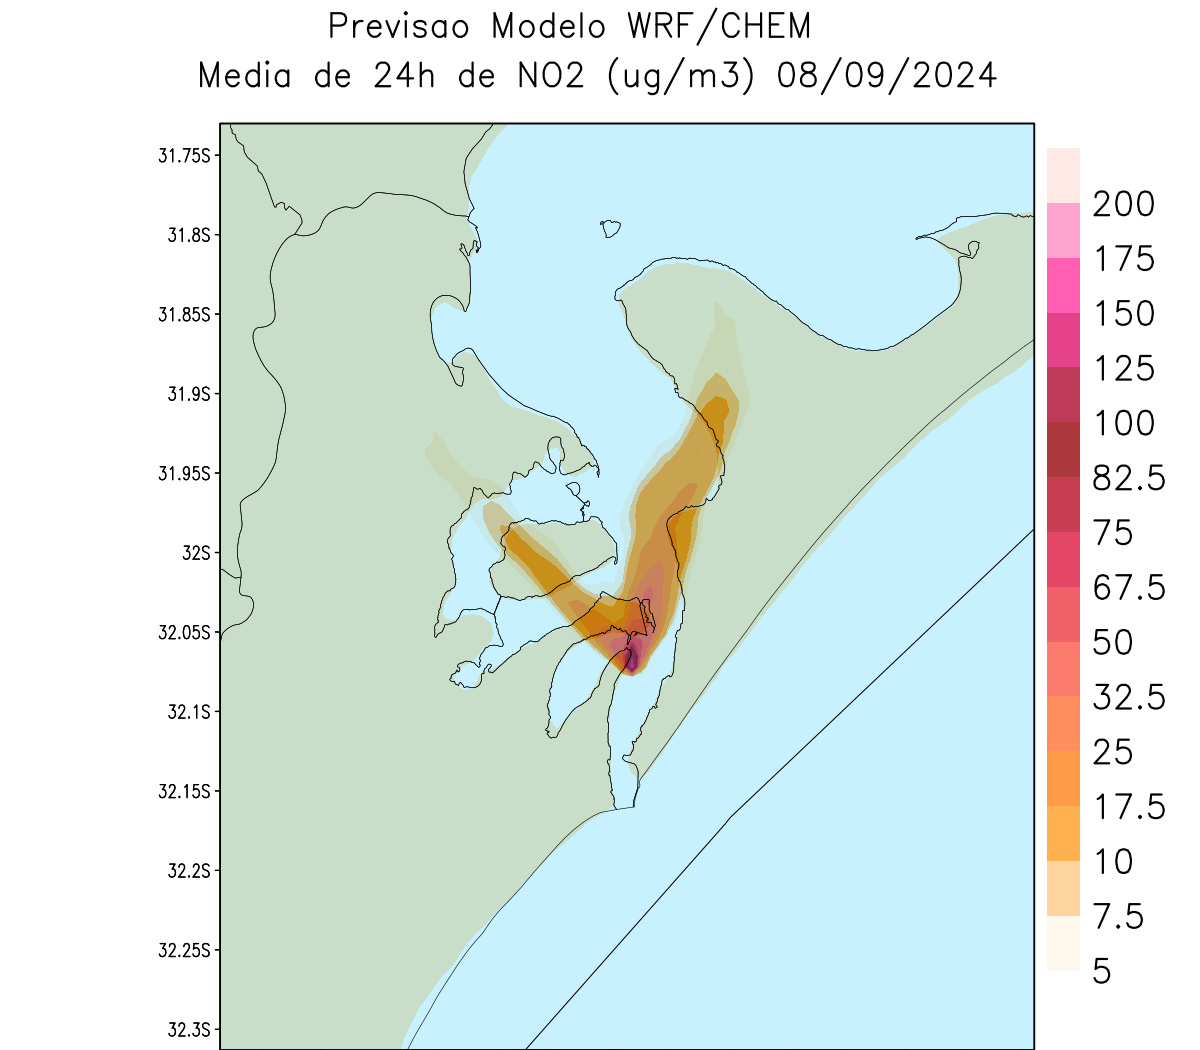 Previsao Modelo WRF/CHEM
Media de 24h de NO2 (ug/m3) 08/09/2024
31.75S
31.8S
31.85S
31.9S
31.95S
32S
32.05S
32.1S
32.15S
32.2S
32.25S
32.3S
200
175
150
125
100
82.5
75
67.5
50
32.5
25
17.5
10
7.5
5